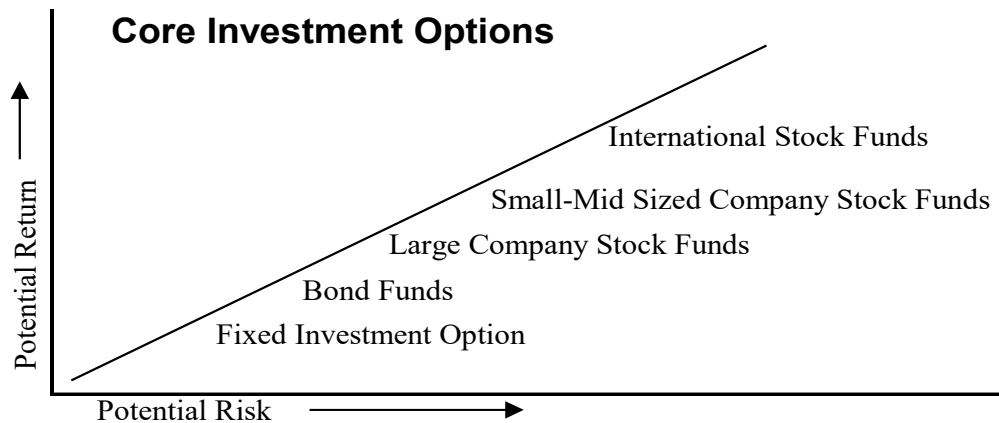 Core Investment Options
International Stock Funds
Small-Mid Sized Company Stock Funds
Large Company Stock Funds
Bond Funds
Fixed Investment Option
Potential Return
Potential Risk